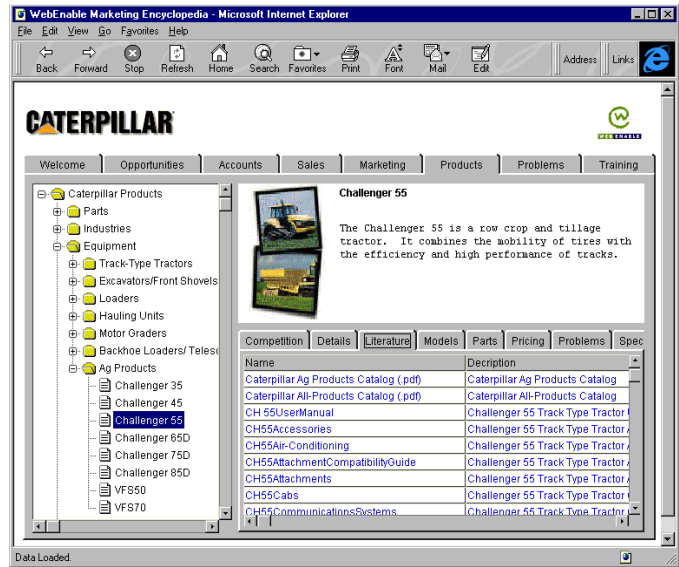 WebEnable Marketing Encyclopedia - Microsoft Internet Explorer
File Edit View Go Favorites Help
Back Forward Stop Refresh Home Search Favorites Print Font Mail Edit Address Links
CATERPILLAR
WEB ENABLE
Welcome Opportunities Accounts Sales Marketing Products Problems Training
Caterpillar Products
Parts
Industries
Equipment
Track-Type Tractors
Excavators/Front Shovels
Loaders
Hauling Units
Motor Graders
Backhoe Loaders/ Telesc
Ag Products
Challenger 35
Challenger 45
Challenger 55
Challenger 65D
Challenger 75D
Challenger 85D
VFS50
VFS70
Challenger 55
The Challenger 55 is a row crop and tillage
tractor. It combines the mobility of tires with
the efficiency and high performance of tracks.
Competition Details Literature Models Parts Pricing Problems Spec
Name Decription
Caterpillar Ag Products Catalog (.pdf) Caterpillar Ag Products Catalog
Caterpillar All-Products Catalog (.pdf) Caterpillar All-Products Catalog
CH 55UserManual Challenger 55 Track Type Tractor
CH55Accessories Challenger 55 Track Type Tractor
CH55Air-Conditioning Challenger 55 Track Type Tractor
CH55AttachmentCompatibilityGuide Challenger 55 Track Type Tractor
CH55Attachments Challenger 55 Track Type Tractor
CH55Cabs Challenger 55 Track Type Tractor
CH55CommunicationsSystems Challenger 55 Track Type Tractor
Data Loaded.